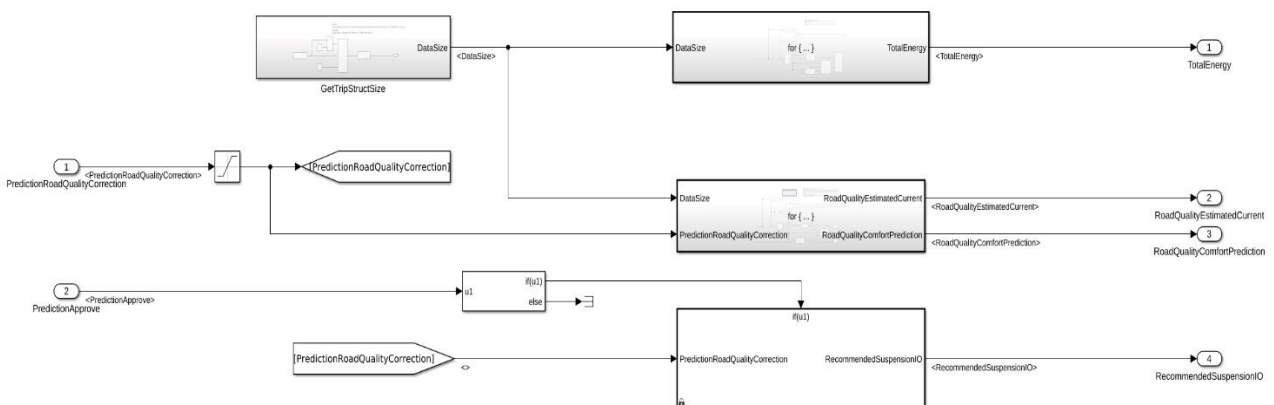 DataSize
<DataSize>
GetTripStructSize
DataSize
for { ... }
TotalEnergy
<TotalEnergy>
1
TotalEnergy
1
<PredictionRoadQualityCorrection>
PredictionRoadQualityCorrection
[PredictionRoadQualityCorrection]
DataSize
PredictionRoadQualityCorrection
for { ... }
RoadQualityEstimatedCurrent
RoadQualityComfortPrediction
<RoadQualityEstimatedCurrent>
<RoadQualityComfortPrediction>
2
RoadQualityEstimatedCurrent
3
RoadQualityComfortPrediction
2
<PredictionApprove>
PredictionApprove
u1
if(u1)
else
if(u1)
[PredictionRoadQualityCorrection]
<>
PredictionRoadQualityCorrection
RecommendedSuspensionIO
<RecommendedSuspensionIO>
4
RecommendedSuspensionIO